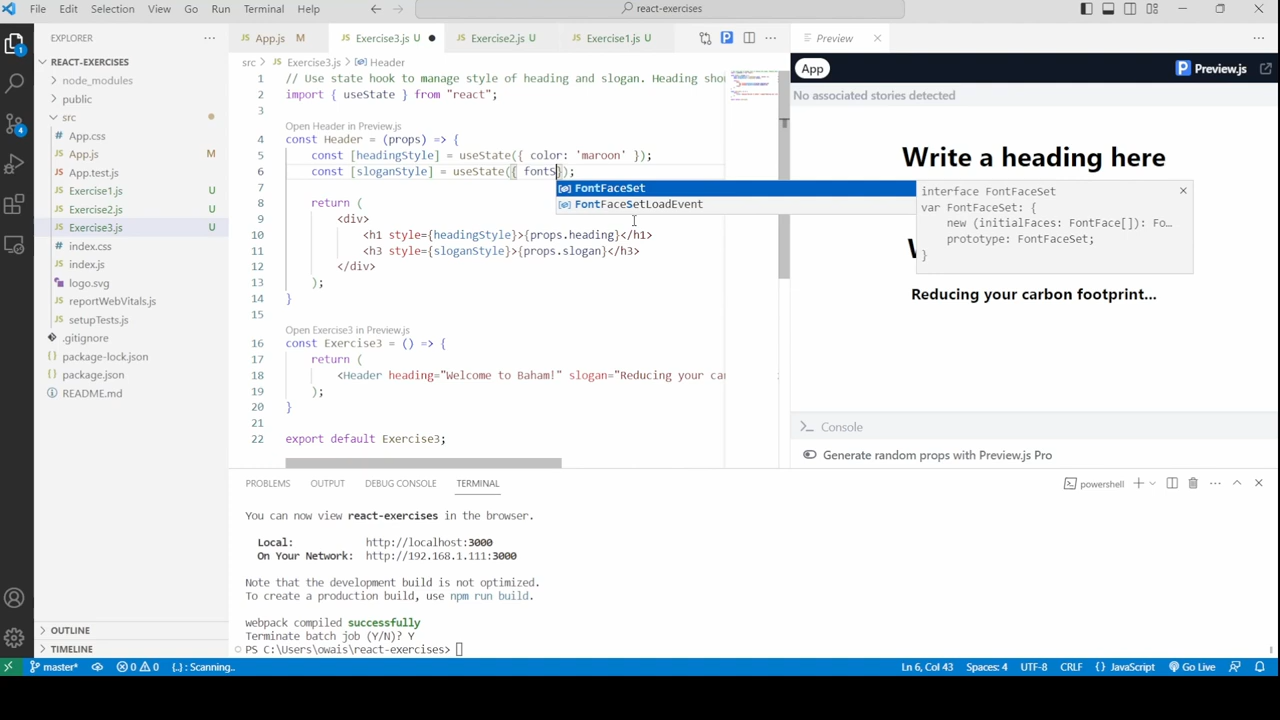 File Edit Selection View Go Terminal Help
react-exercises
EXPLORER
REACT-EXERCISES
node_modules
public
src
App.css
App.js M
App.test.js
Exercise1.js U
Exercise2.js U
Exercise3.js U
index.css
index.js
logo.svg
reportWebVitals.js
setupTests.js
.gitignore
package-lock.json
package.json
README.md
OUTLINE
TIMELINE
App.js M Exercise3.js U Exercise2.js U Exercise1.js U
src > Exercise3.js > Header
1 // Use state hook to manage style of heading and slogan. Heading shou
2 import { useState } from "react";
3
Open Header in Preview.js
4 const Header = (props) => {
5 const [headingStyle] = useState({ color: 'maroon' });
6 const [sloganStyle] = useState({ fontS});
FontFaceSet
FontFaceSetLoadEvent
interface FontFaceSet
var FontFaceSet: {
new (initialFaces: FontFace[]): Fo…
prototype: FontFaceSet;
}
7
8 return (
9 <div>
10 <h1 style={headingStyle}>{props.heading}</h1>
11 <h3 style={sloganStyle}>{props.slogan}</h3>
12 </div>
13 );
14 }
15
Open Exercise3 in Preview.js
16 const Exercise3 = () => {
17 return (
18 <Header heading="Welcome to Baham!" slogan="Reducing your car
19 );
20 }
21
22 export default Exercise3;
Preview
App
Preview.js
No associated stories detected
Write a heading here
Reducing your carbon footprint...
Console
Generate random props with Preview.js Pro
PROBLEMS OUTPUT DEBUG CONSOLE TERMINAL
powershell
You can now view react-exercises in the browser.
Local: http://localhost:3000
On Your Network: http://192.168.1.111:3000
Note that the development build is not optimized.
To create a production build, use npm run build.
webpack compiled successfully
Terminate batch job (Y/N)? Y
PS C:\Users\owais\react-exercises>
master* 0 0 {..} : Scanning.. Ln 6, Col 43 Spaces: 4 UTF-8 CRLF {} JavaScript Go Live